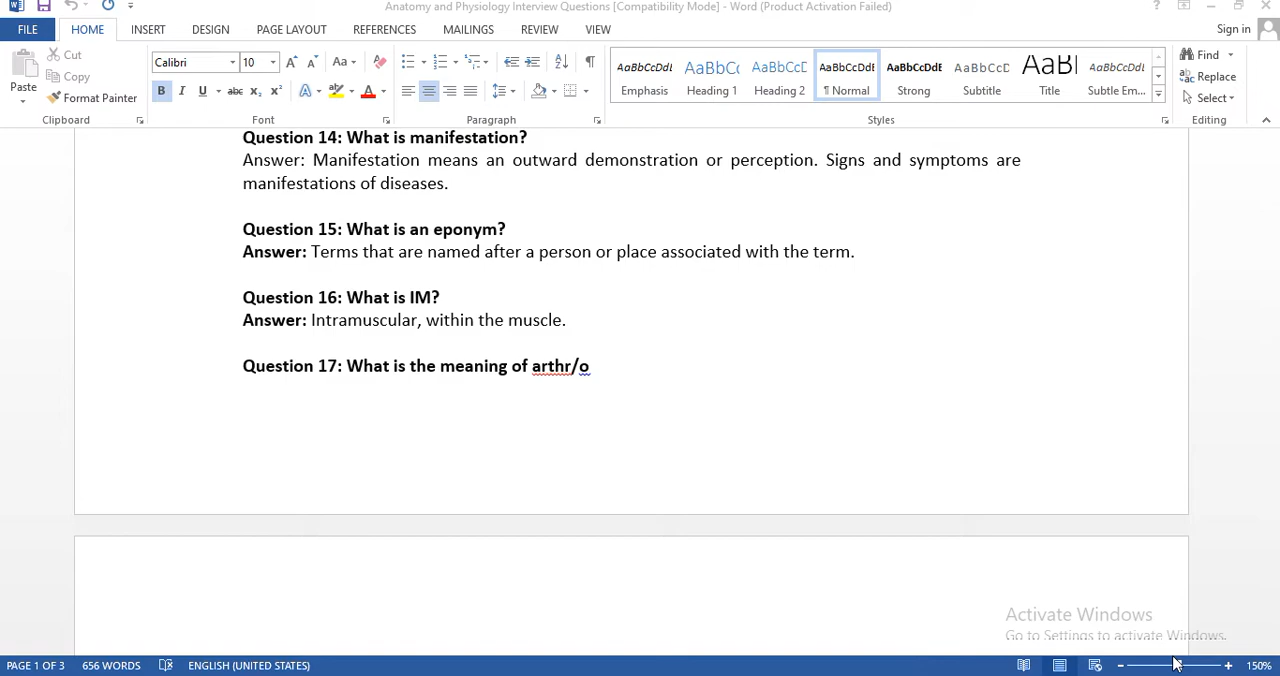 Anatomy and Physiology Interview Questions [Compatibility Mode] - Word (Product Activation Failed)
FILE HOME INSERT DESIGN PAGE LAYOUT REFERENCES MAILINGS REVIEW VIEW Sign in
Paste
Cut
Copy
Format Painter
Clipboard
Calibri 10
Font
Paragraph
AaBbCcDdl AaBbCc AaBbCcD AaBbCcDdE AaBbCcDdE AaBbCcD AaBl AaBbCcDdl
Emphasis Heading 1 Heading 2 ¶ Normal Strong Subtitle Title Subtle Em...
Styles
Find
Replace
Select
Editing
Question 14: What is manifestation?
Answer: Manifestation means an outward demonstration or perception. Signs and symptoms are
manifestations of diseases.
Question 15: What is an eponym?
Answer: Terms that are named after a person or place associated with the term.
Question 16: What is IM?
Answer: Intramuscular, within the muscle.
Question 17: What is the meaning of arthr/o
Activate Windows
Go to Settings to activate Windows.
PAGE 1 OF 3 656 WORDS ENGLISH (UNITED STATES) 150%